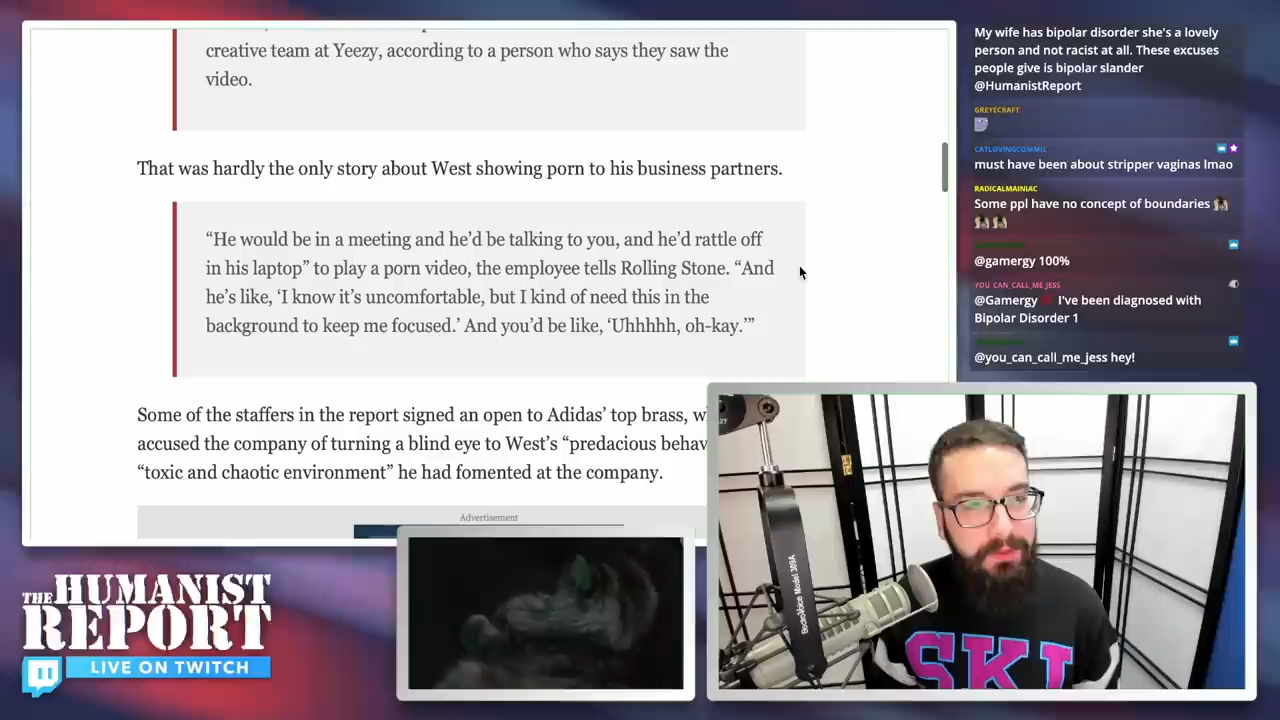 creative team at Yeezy, according to a person who says they saw the
video.
That was hardly the only story about West showing porn to his business partners.
“He would be in a meeting and he’d be talking to you, and he’d rattle off
in his laptop” to play a porn video, the employee tells Rolling Stone. “And
he’s like, ‘I know it’s uncomfortable, but I kind of need this in the
background to keep me focused.’ And you’d be like, ‘Uhhhhh, oh-kay.’”
Some of the staffers in the report signed an open to Adidas’ top brass, w
accused the company of turning a blind eye to West’s “predacious behav
“toxic and chaotic environment” he had fomented at the company.
Advertisement
My wife has bipolar disorder she's a lovely
person and not racist at all. These excuses
people give is bipolar slander
@HumanistReport
GREYECRAFT
CATLOVINGCOMMIE
must have been about stripper vaginas lmao
RADICALMAINIAC
Some ppl have no concept of boundaries
@gamergy 100%
YOU_CAN_CALL_ME_JESS
@Gamergy I've been diagnosed with
Bipolar Disorder 1
@you_can_call_me_jess hey!
THE HUMANIST
REPORT
LIVE ON TWITCH
ElectroVoice Model 309A
SKI